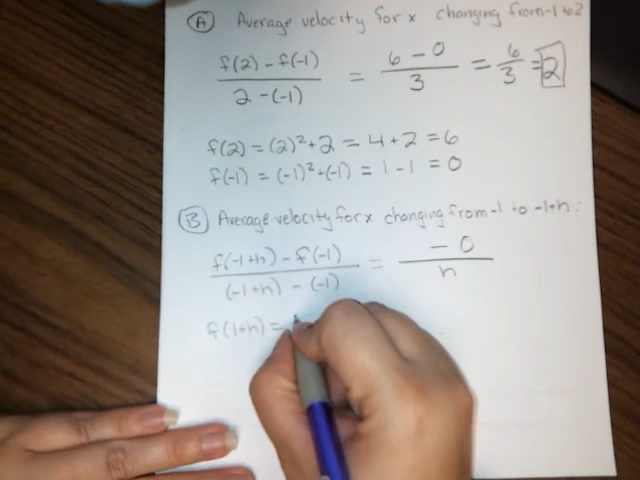 Ⓐ Average velocity for x changing from -1 to 2
f(2) - f(-1) / 2 - (-1) = 6 - 0 / 3 = 6/3 = 2
f(2) = (2)² + 2 = 4 + 2 = 6
f(-1) = (-1)² + (-1) = 1 - 1 = 0
Ⓑ Average velocity for x changing from -1 to -1+h:
f(-1+h) - f(-1) / (-1+h) - (-1) = - 0 / h
f(1+h) =